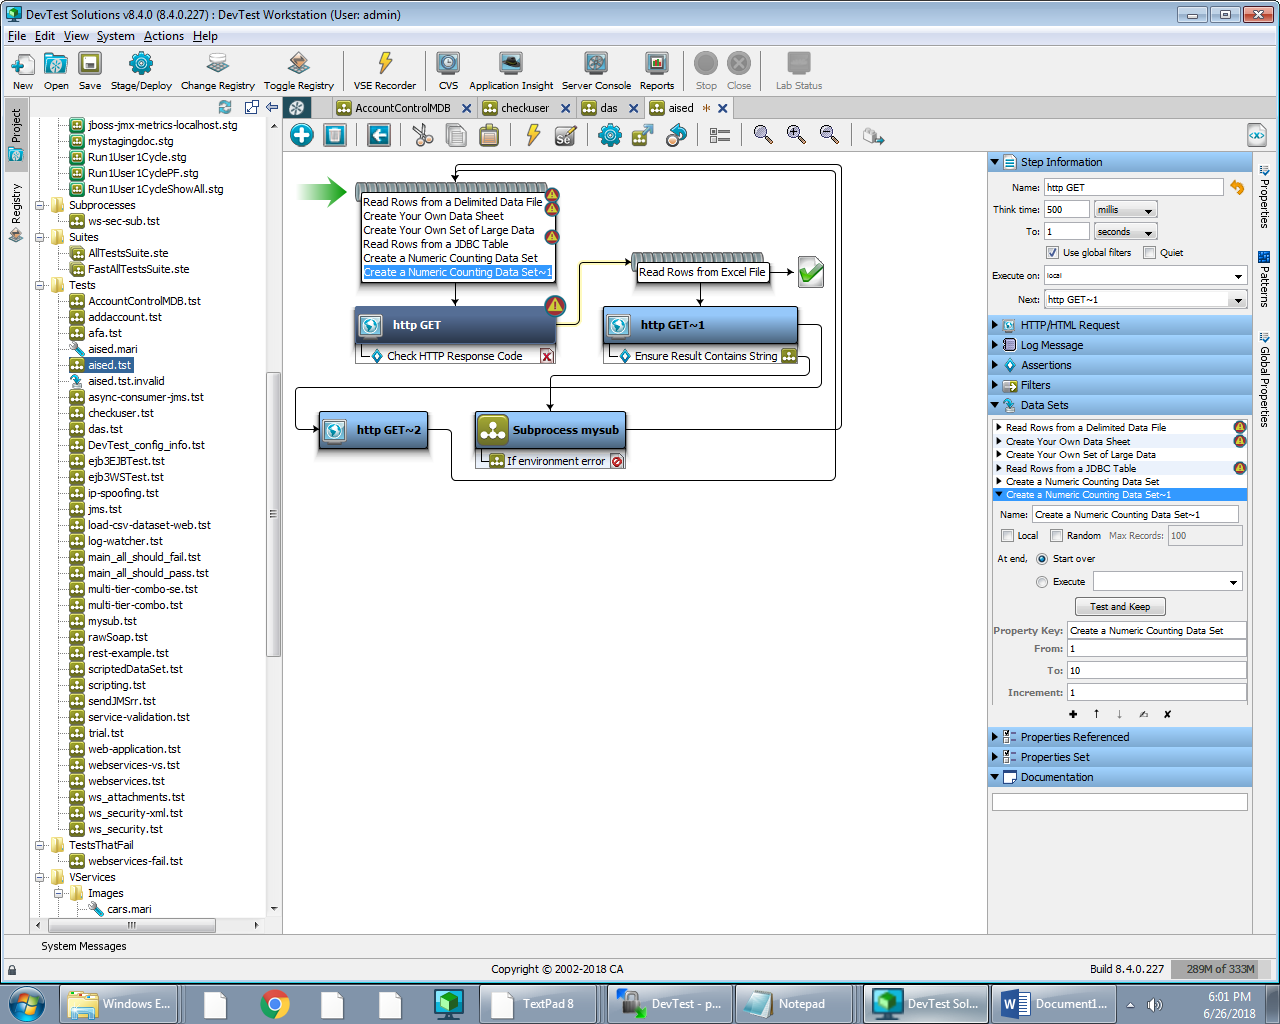 DevTest Solutions v8.4.0 (8.4.0.227) : DevTest Workstation (User: admin)
File Edit View System Actions Help
New Open Save Stage/Deploy Change Registry Toggle Registry VSE Recorder CVS Application Insight Server Console Reports Stop Close Lab Status
Project
Registry
jboss-jmx-metrics-localhost.stg
mystagingdoc.stg
Run1User1Cycle.stg
Run1User1CyclePF.stg
Run1User1CycleShowAll.stg
Subprocesses
ws-sec-sub.tst
Suites
AllTestsSuite.ste
FastAllTestsSuite.ste
Tests
AccountControlMDB.tst
addaccount.tst
afa.tst
aised.mari
aised.tst
aised.tst.invalid
async-consumer-jms.tst
checkuser.tst
das.tst
DevTest_config_info.tst
ejb3EJBTest.tst
ejb3WSTest.tst
ip-spoofing.tst
jms.tst
load-csv-dataset-web.tst
log-watcher.tst
main_all_should_fail.tst
main_all_should_pass.tst
multi-tier-combo-se.tst
multi-tier-combo.tst
mysub.tst
rawSoap.tst
rest-example.tst
scriptedDataSet.tst
scripting.tst
sendJMSrr.tst
service-validation.tst
trial.tst
web-application.tst
webservices-vs.tst
webservices.tst
ws_attachments.tst
ws_security-xml.tst
ws_security.tst
TestsThatFail
webservices-fail.tst
VServices
Images
cars.mari
AccountControlMDB checkuser das aised
Read Rows from a Delimited Data File
Create Your Own Data Sheet
Create Your Own Set of Large Data
Read Rows from a JDBC Table
Create a Numeric Counting Data Set
Create a Numeric Counting Data Set~1
http GET
Check HTTP Response Code
Read Rows from Excel File
http GET~1
Ensure Result Contains String
http GET~2
Subprocess mysub
If environment error
Step Information
Name: http GET
Think time: 500 millis
To: 1 seconds
Use global filters Quiet
Execute on: local
Next: http GET~1
HTTP/HTML Request
Log Message
Assertions
Filters
Data Sets
Read Rows from a Delimited Data File
Create Your Own Data Sheet
Create Your Own Set of Large Data
Read Rows from a JDBC Table
Create a Numeric Counting Data Set
Create a Numeric Counting Data Set~1
Name: Create a Numeric Counting Data Set~1
Local Random Max Records: 100
At end, Start over
Execute
Test and Keep
Property Key: Create a Numeric Counting Data Set
From: 1
To: 10
Increment: 1
Properties Referenced
Properties Set
Documentation
Properties
Patterns
Global Properties
System Messages
Copyright © 2002-2018 CA
Build 8.4.0.227
289M of 333M
Windows E...
TextPad 8
DevTest - p...
Notepad
DevTest Sol...
Document1...
6:01 PM
6/26/2018